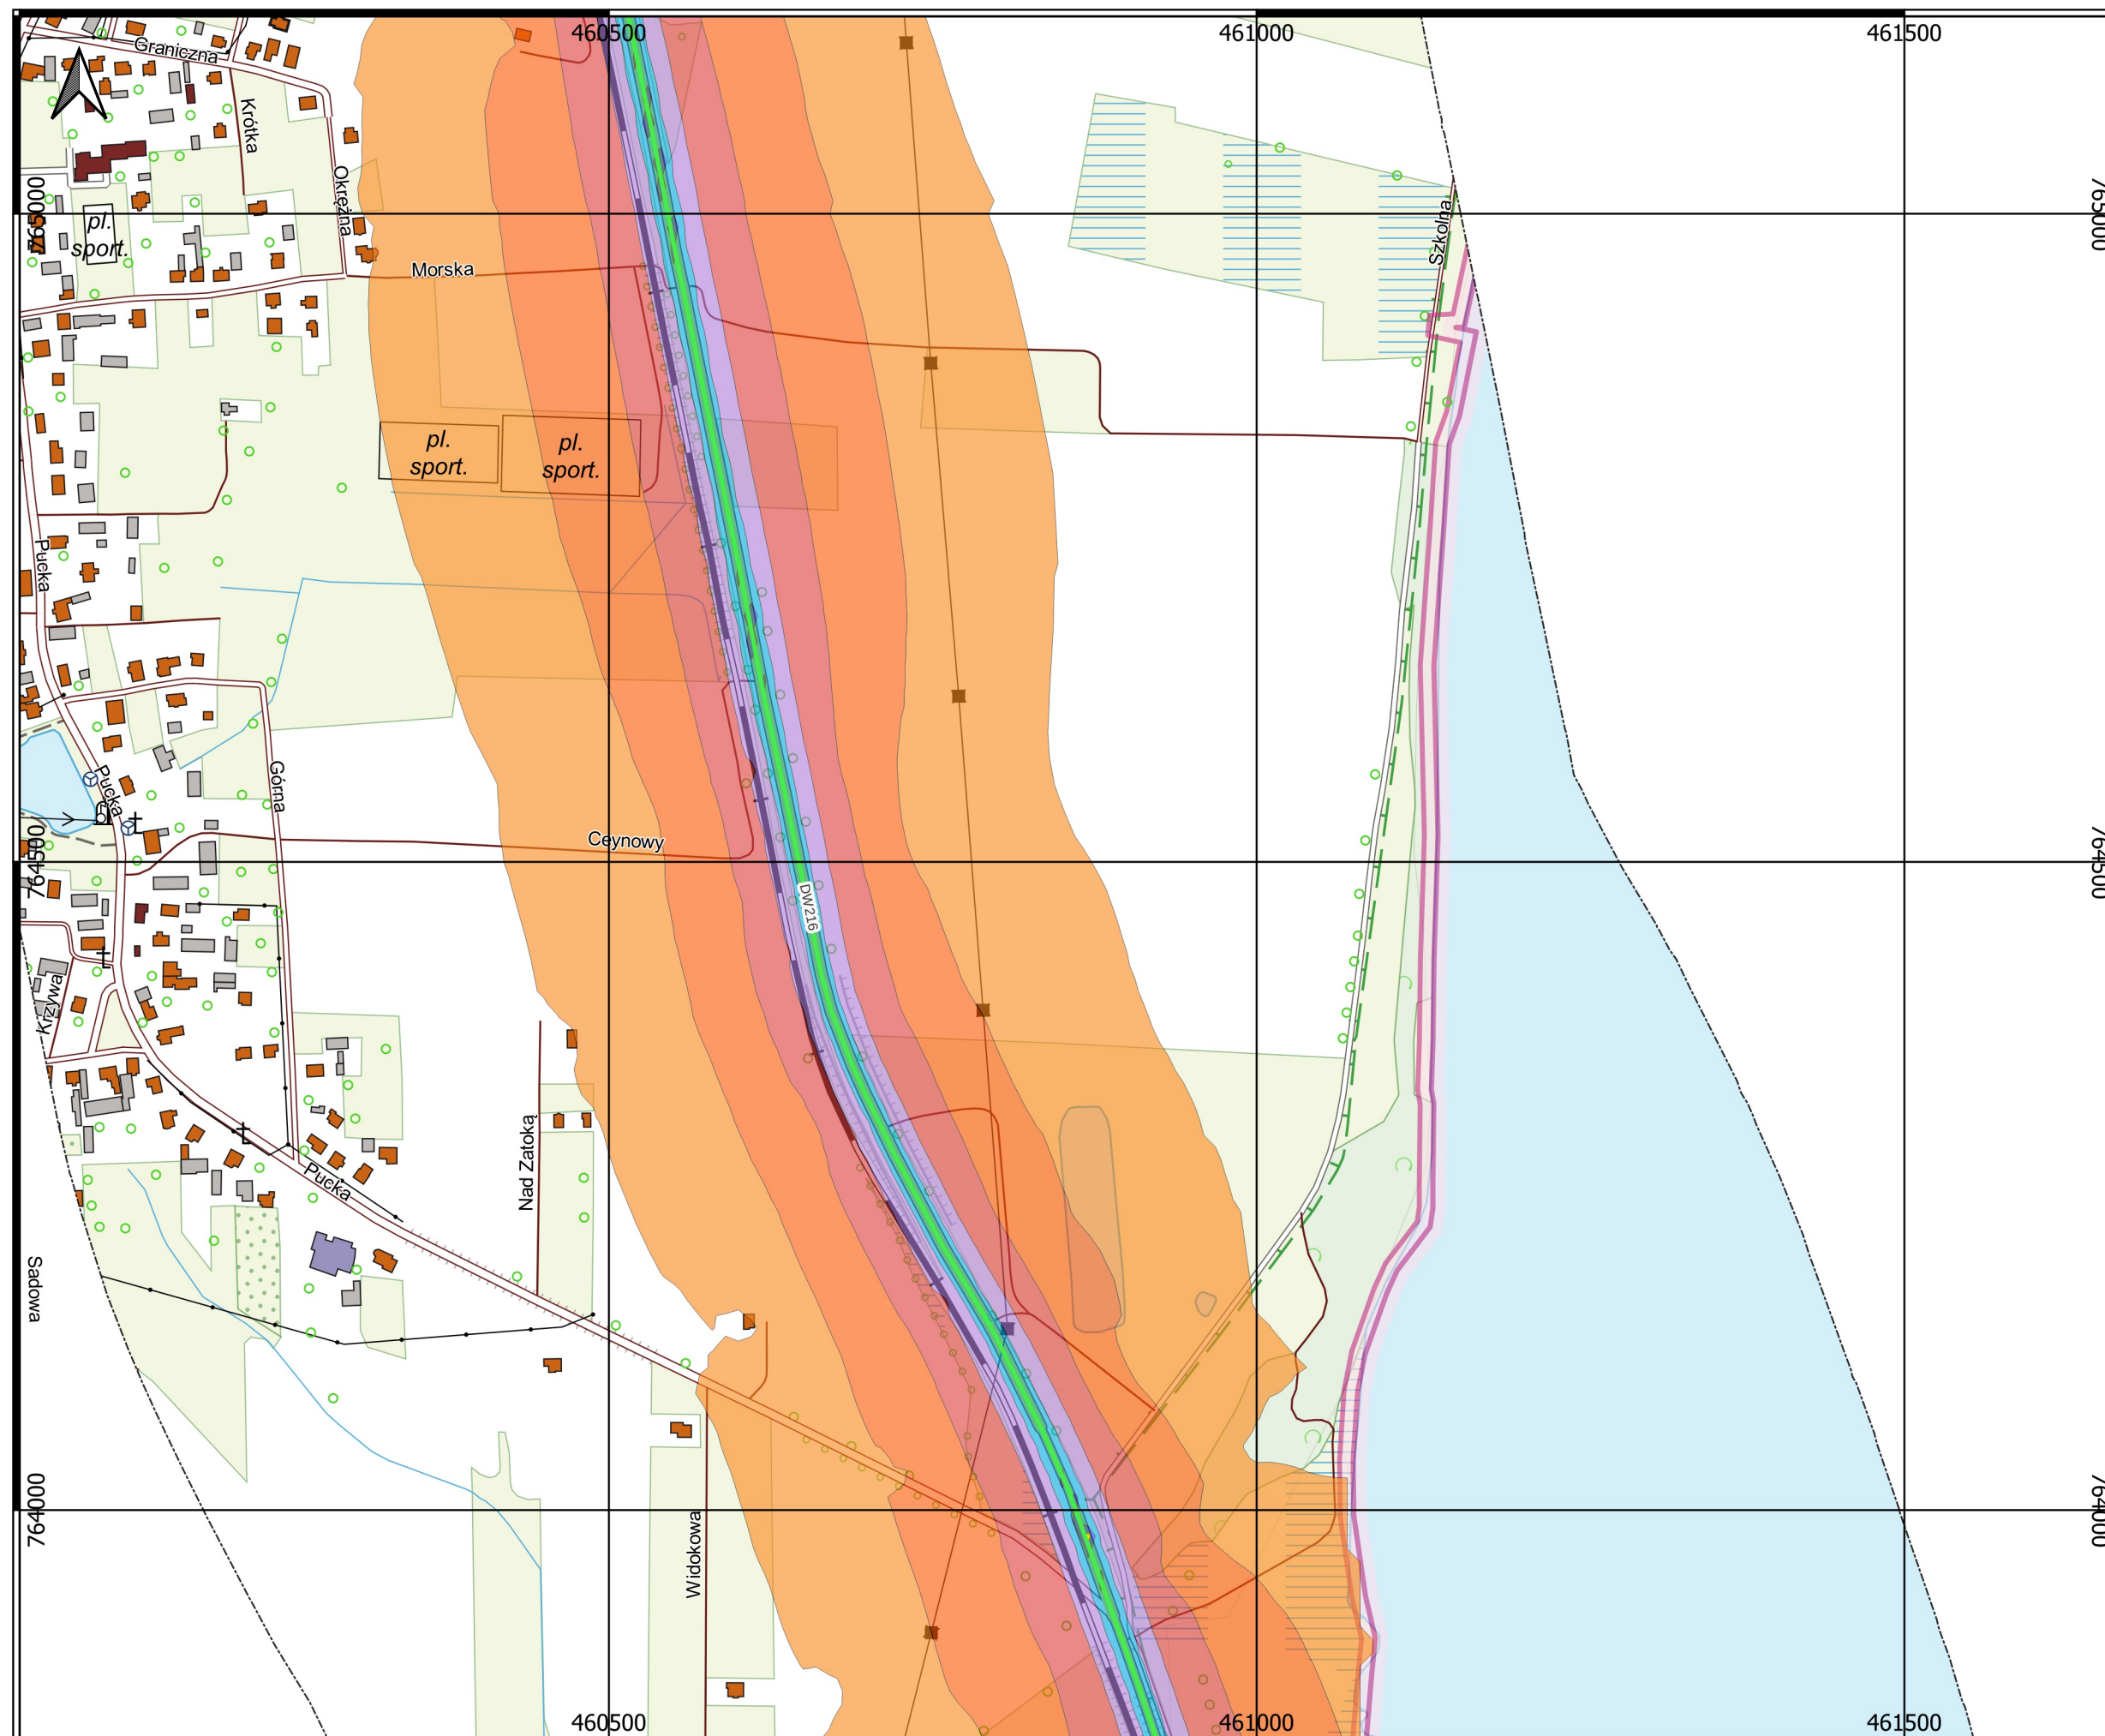 460500
461000
461500
Graniczna
Krótka
Okrężna
765000
pl.
sport.
Szkolna
765000
Morska
pl.
sport.
pl.
sport.
Pucka
Pucka
Górna
764500
Ceynowy
764500
DW216
Krzywa
Nad Zatoką
Pucka
Sadowa
764000
Widokowa
764000
460500
461000
461500